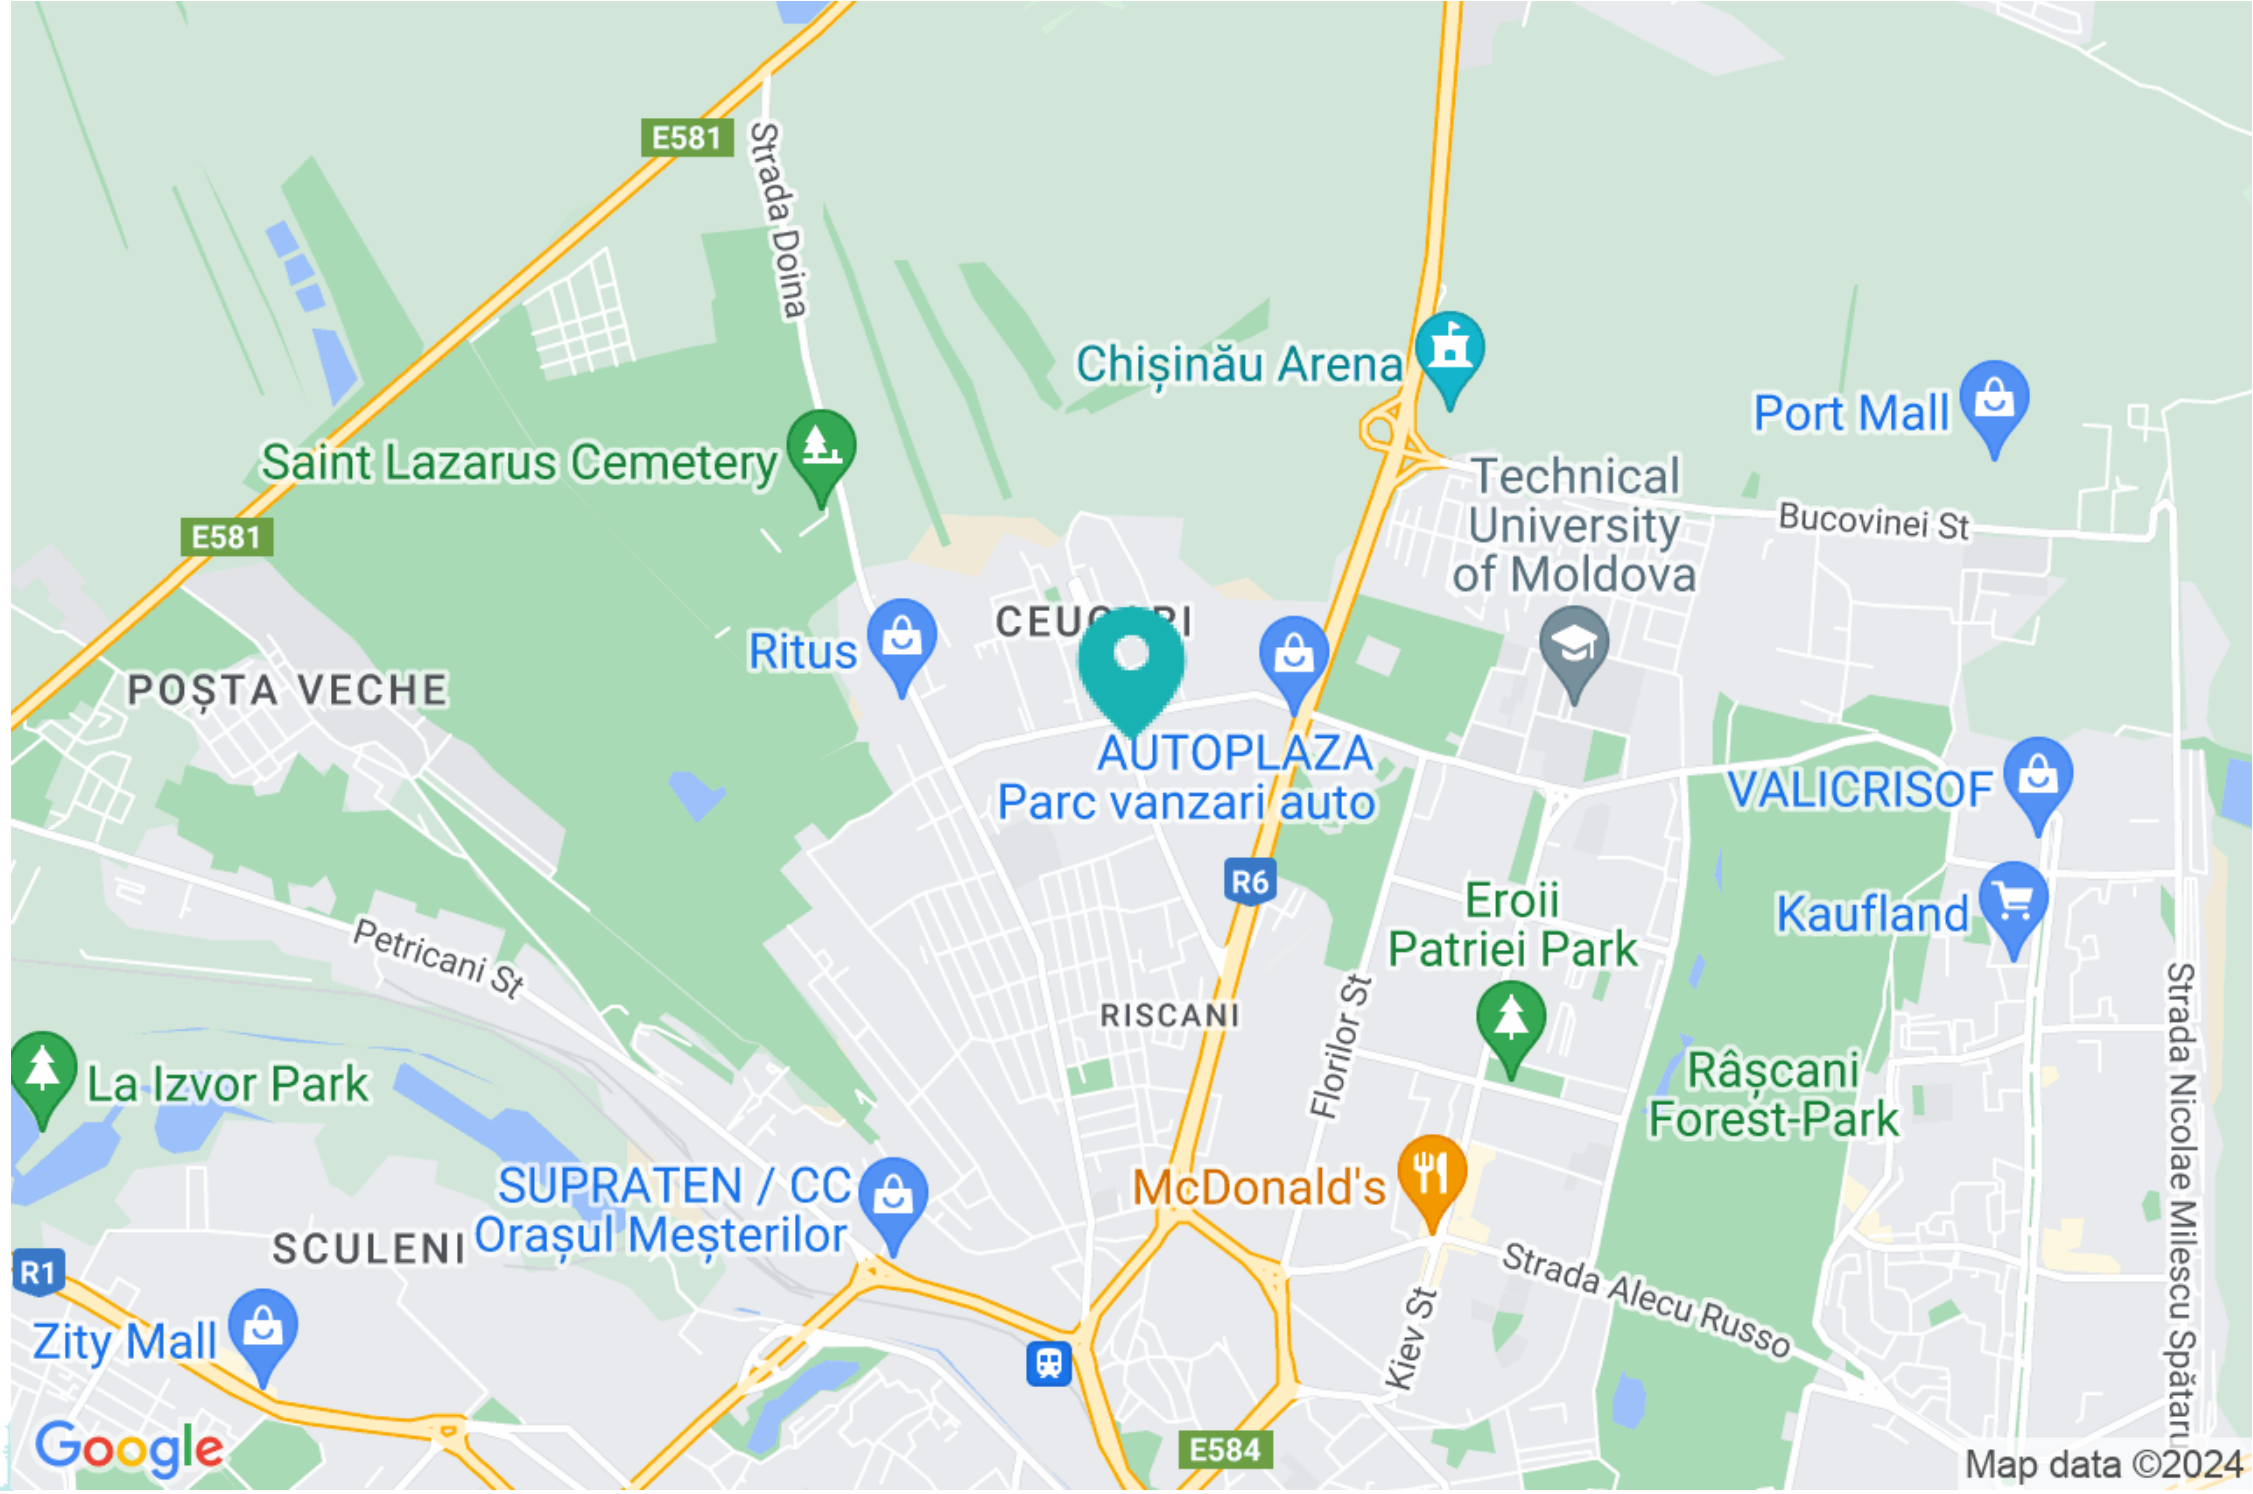 E581
Strada Doina
Chișinău Arena
Port Mall
Saint Lazarus Cemetery
Technical
University
of Moldova
Bucovinei St
E581
Ritus
POȘTA VECHE
AUTOPLAZA
Parc vanzari auto
VALICRISOF
R6
Eroii
Patriei Park
Kaufland
Petricani St
RISCANI
Florilor St
La Izvor Park
Râșcani
Forest-Park
Strada Nicolae Milescu Spătaru
SUPRATEN / CC
Orașul Meșterilor
McDonald's
SCULENI
R1
Strada Alecu Russo
Zity Mall
Kiev St
Google
E584
Map data ©2024